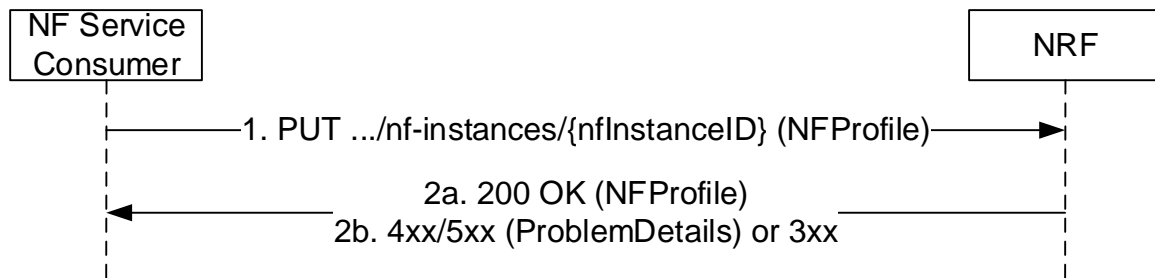 NF Service
Consumer
NRF
1. PUT .../nf-instances/{nfInstanceID} (NFProfile)
2a. 200 OK (NFProfile)
2b. 4xx/5xx (ProblemDetails) or 3xx